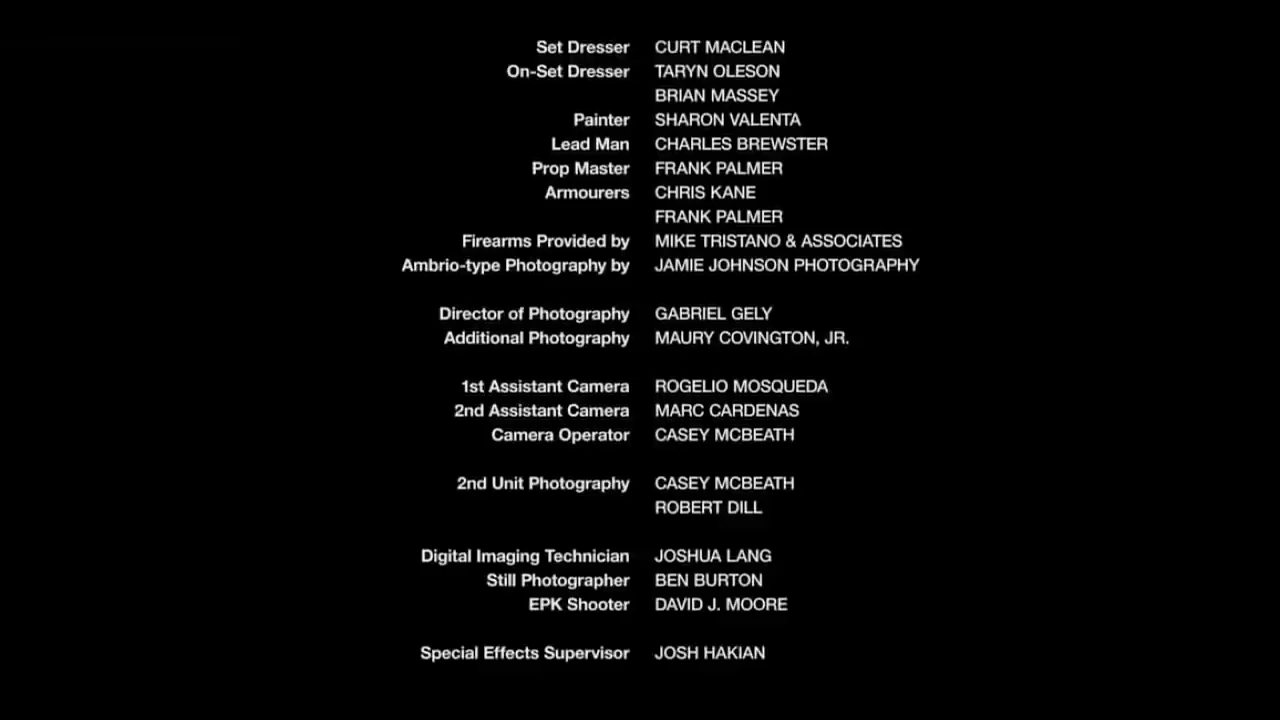 Set Dresser CURT MACLEAN
On-Set Dresser TARYN OLESON
BRIAN MASSEY
Painter SHARON VALENTA
Lead Man CHARLES BREWSTER
Prop Master FRANK PALMER
Armourers CHRIS KANE
FRANK PALMER
Firearms Provided by MIKE TRISTANO & ASSOCIATES
Ambrio-type Photography by JAMIE JOHNSON PHOTOGRAPHY
Director of Photography GABRIEL GELY
Additional Photography MAURY COVINGTON, JR.
1st Assistant Camera ROGELIO MOSQUEDA
2nd Assistant Camera MARC CARDENAS
Camera Operator CASEY MCBEATH
2nd Unit Photography CASEY MCBEATH
ROBERT DILL
Digital Imaging Technician JOSHUA LANG
Still Photographer BEN BURTON
EPK Shooter DAVID J. MOORE
Special Effects Supervisor JOSH HAKIAN